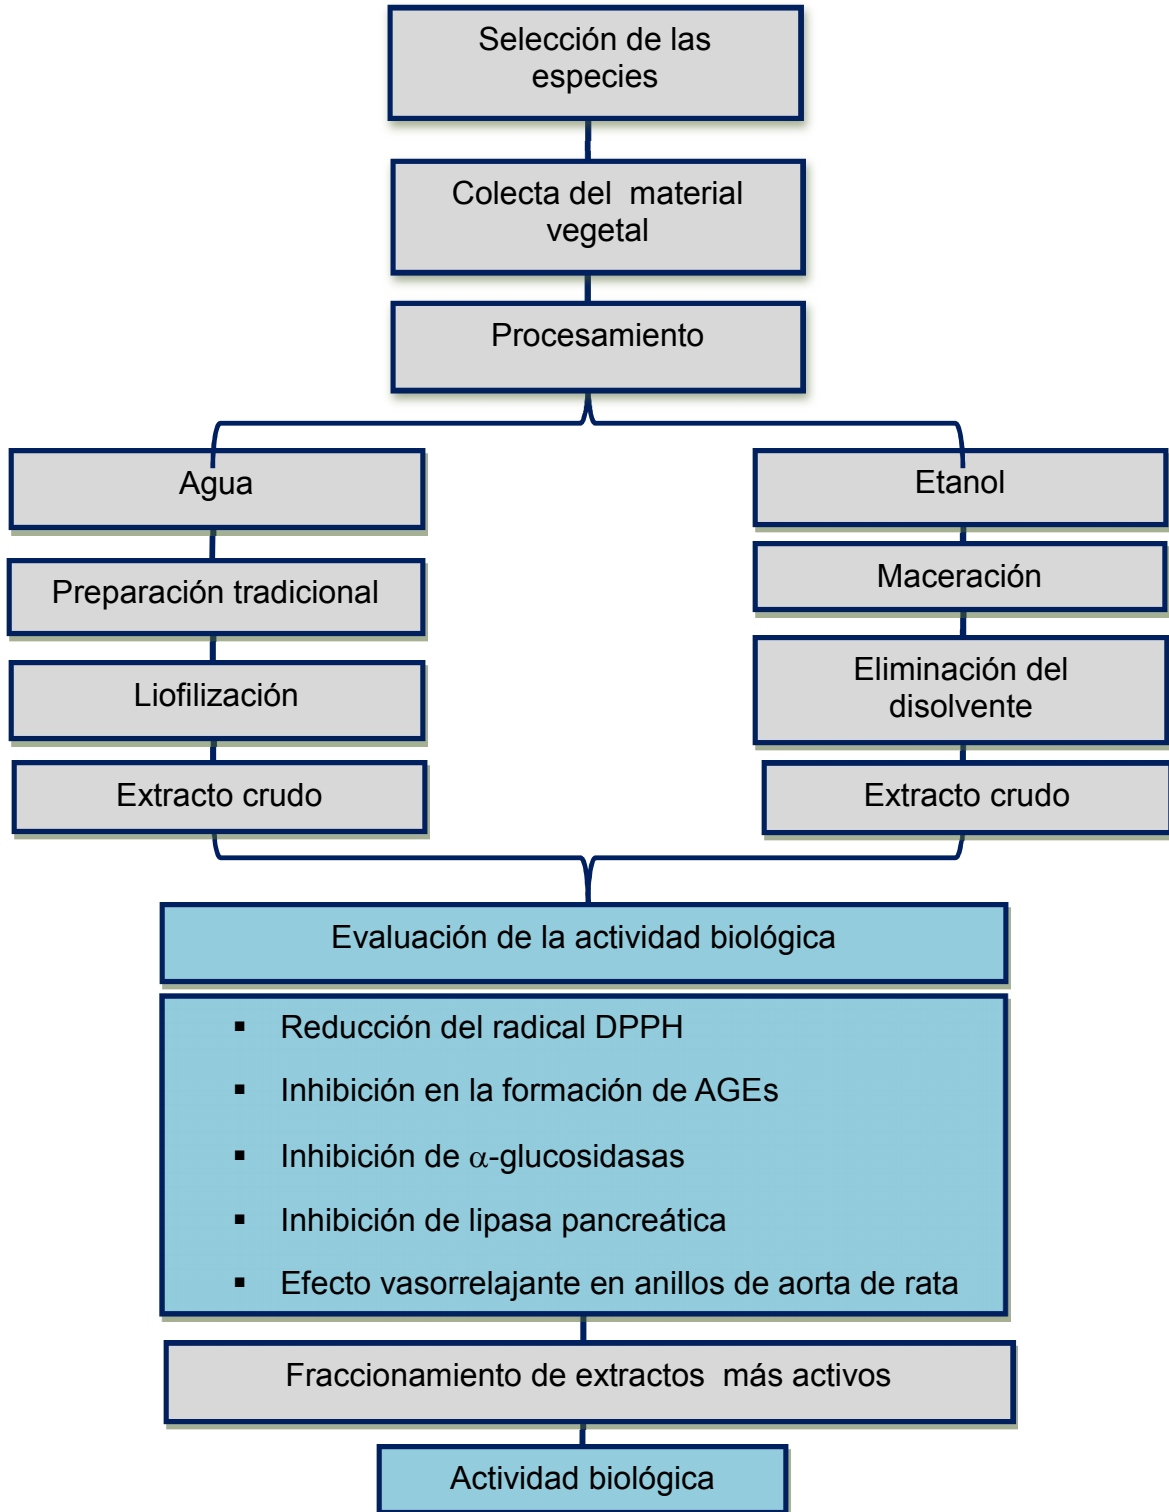 Selección de las
especies
Colecta del material
vegetal
Procesamiento
Agua
Preparación tradicional
Liofilización
Extracto crudo
Etanol
Maceración
Eliminación del
disolvente
Extracto crudo
Evaluación de la actividad biológica
▪ Reducción del radical DPPH
▪ Inhibición en la formación de AGEs
▪ Inhibición de α-glucosidasas
▪ Inhibición de lipasa pancreática
▪ Efecto vasorrelajante en anillos de aorta de rata
Fraccionamiento de extractos más activos
Actividad biológica